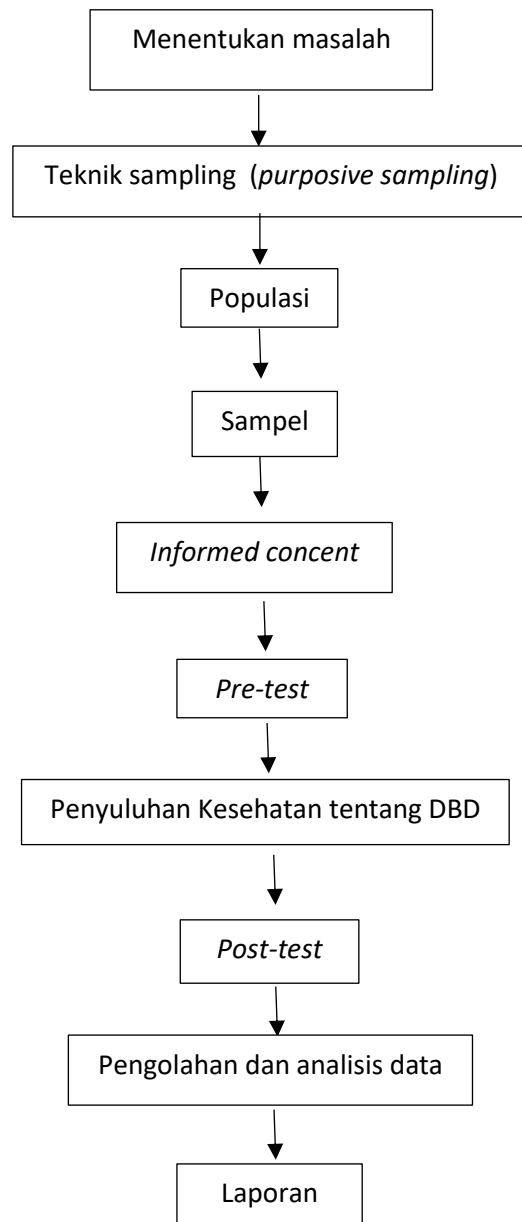 Menentukan masalah
Teknik sampling (purposive sampling)
Populasi
Sampel
Informed concent
Pre-test
Penyuluhan Kesehatan tentang DBD
Post-test
Pengolahan dan analisis data
Laporan